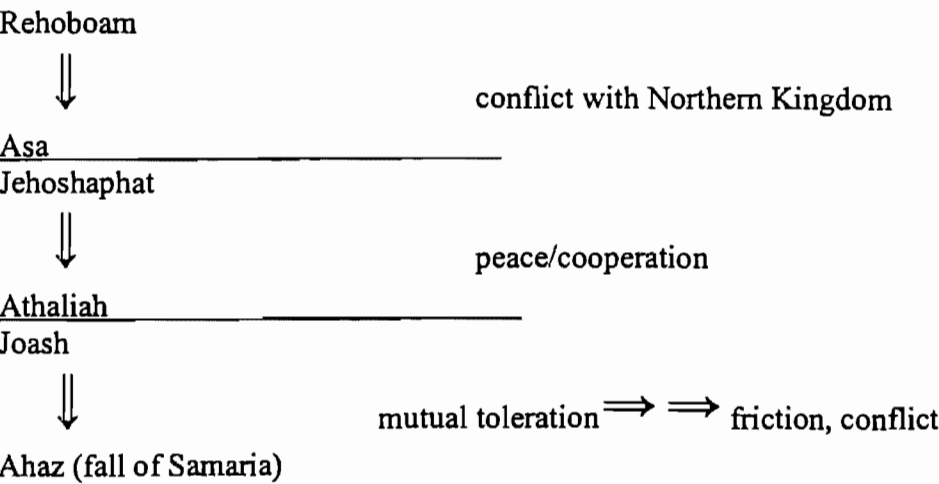 Rehoboam
conflict with Northern Kingdom
Asa
Jehoshaphat
peace/cooperation
Athaliah
Joash
mutual toleration ⇒ ⇒ friction, conflict
Ahaz (fall of Samaria)